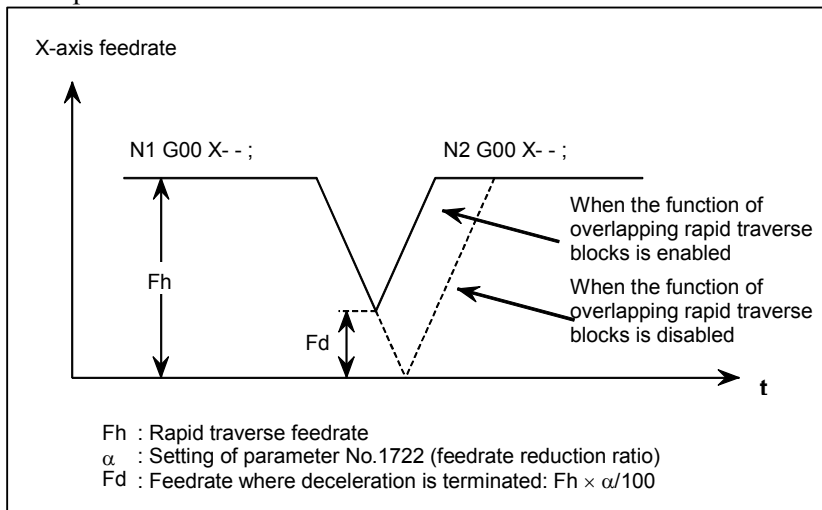 X-axis feedrate
N1 G00 X- - ;
N2 G00 X- - ;
When the function of
overlapping rapid traverse
blocks is enabled
When the function of
overlapping rapid traverse
blocks is disabled
Fh
Fd
t
Fh : Rapid traverse feedrate
α : Setting of parameter No.1722 (feedrate reduction ratio)
Fd : Feedrate where deceleration is terminated: Fh × α/100